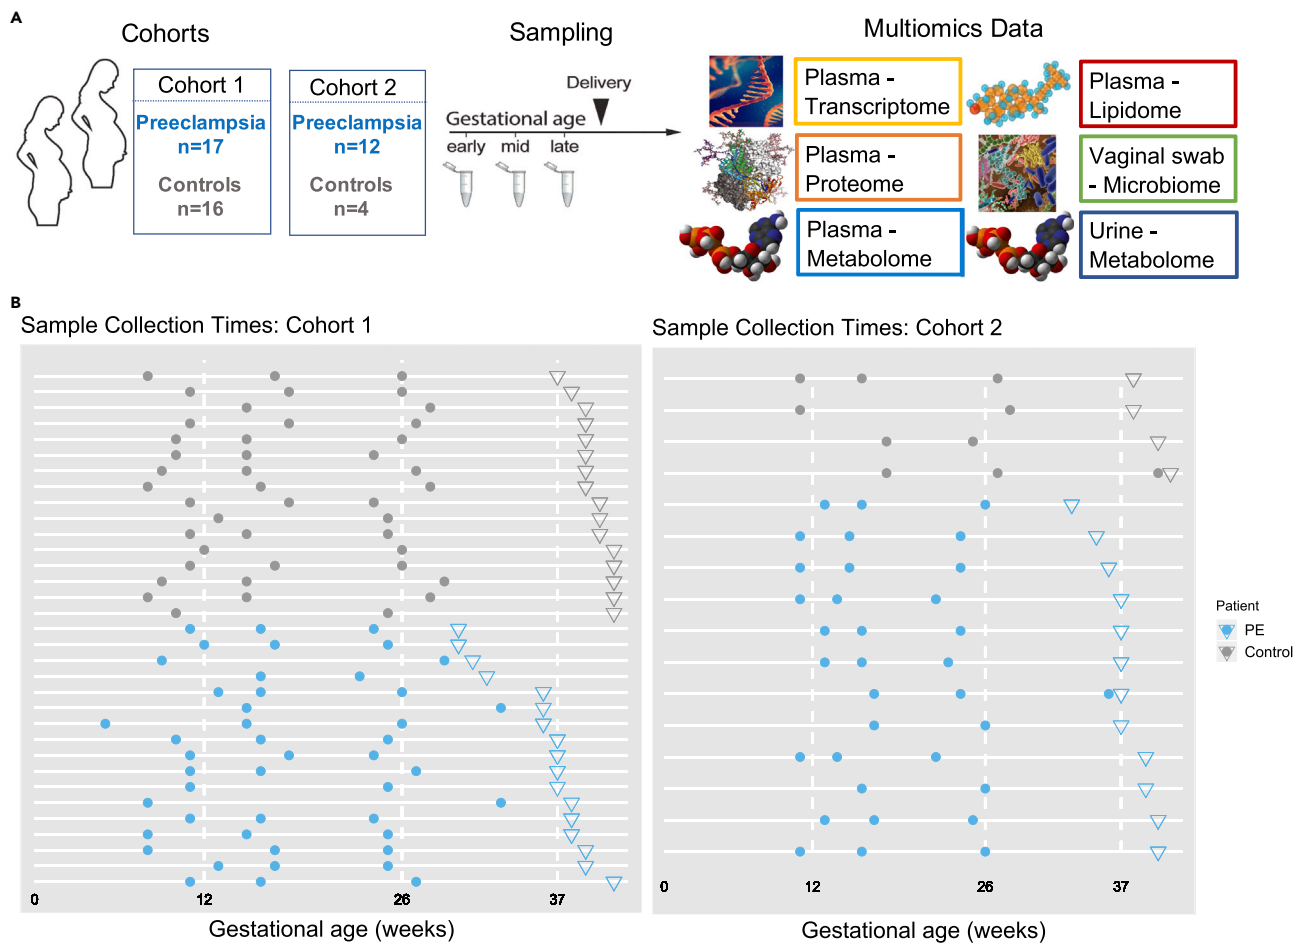 A
Cohorts
Sampling
Multiomics Data
Cohort 1
Preeclampsia
n=17
Controls
n=16
Cohort 2
Preeclampsia
n=12
Controls
n=4
Delivery
Gestational age
early mid late
Plasma -
Transcriptome
Plasma -
Lipidome
Plasma -
Proteome
Vaginal swab
- Microbiome
Plasma -
Metabolome
Urine -
Metabolome
B
Sample Collection Times: Cohort 1
0 12 26 37
Gestational age (weeks)
Sample Collection Times: Cohort 2
0 12 26 37
Gestational age (weeks)
Patient
PE
Control